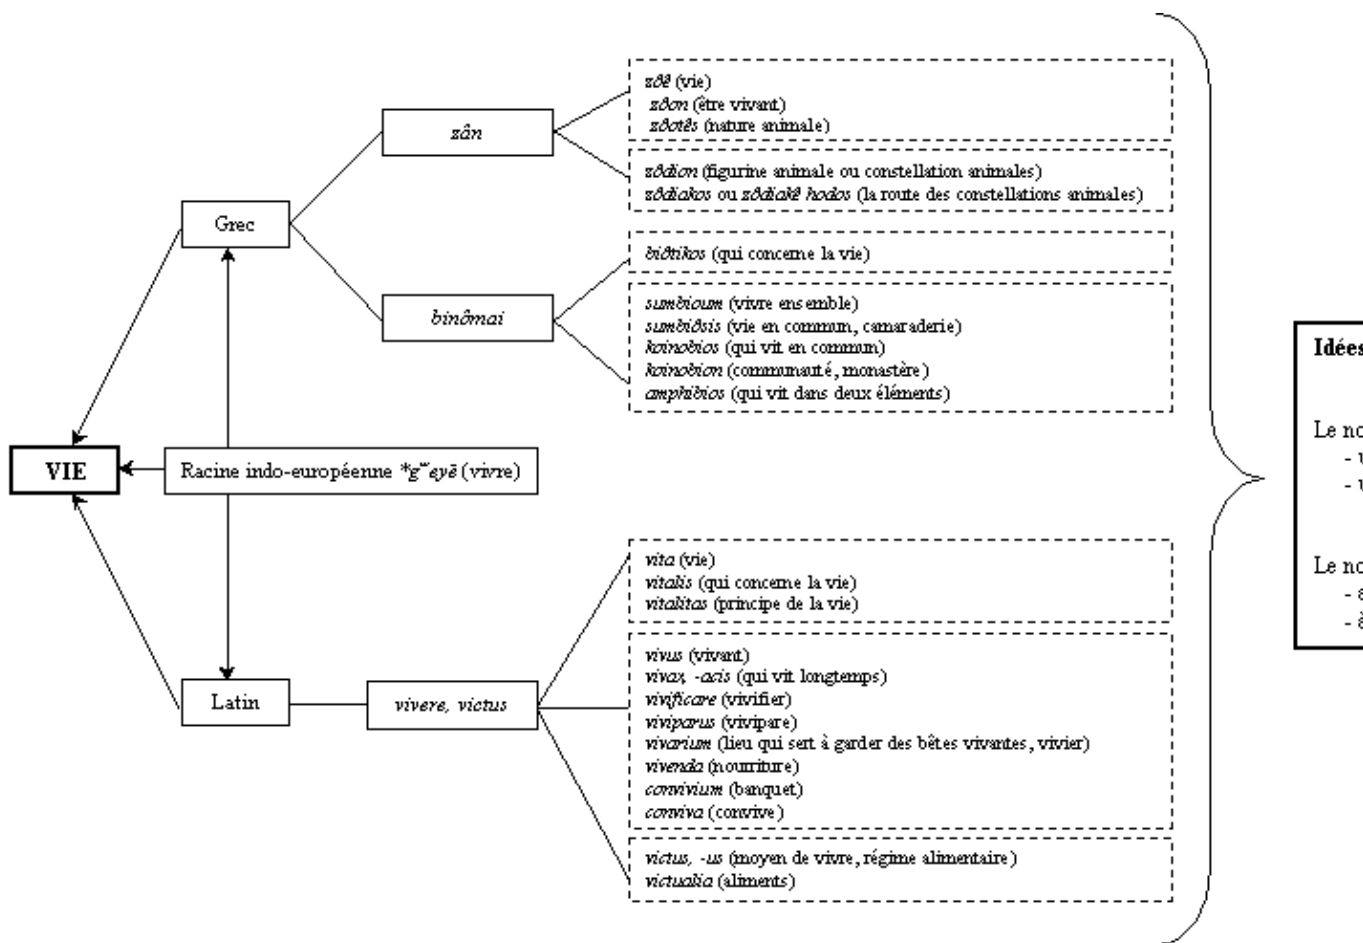 zôê (vie)
zôon (être vivant)
zôotês (nature animale)
zân
zôdion (figurine animale ou constellation animales)
zôdiakos ou zôdiakê hodos (la route des constellations animales)
Grec
biôtikos (qui concerne la vie)
binômai
sumbioum (vivre ensemble)
sumbiôsis (vie en commun, camaraderie)
koinobios (qui vit en commun)
koinobion (communauté, monastère)
amphibios (qui vit dans deux éléments)
VIE
Racine indo-européenne *gʷeyē (vivre)
vita (vie)
vitalis (qui concerne la vie)
vitalitas (principe de la vie)
Latin
vivere, victus
vivus (vivant)
vivax, -acis (qui vit longtemps)
vivificare (vivifier)
viviparus (vivipare)
vivarium (lieu qui sert à garder des bêtes vivantes, vivier)
vivenda (nourriture)
convivium (banquet)
conviva (convive)
victus, -us (moyen de vivre, régime alimentaire)
victualia (aliments)
Idées
Le
Le